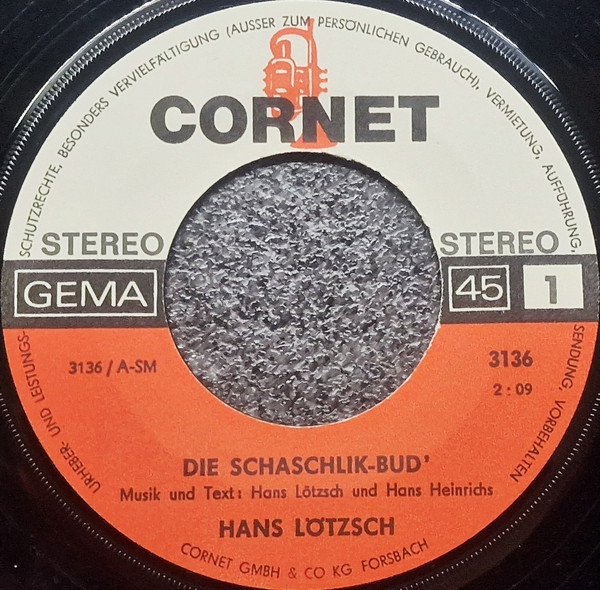 URHEBER- UND LEISTUNGS-SCHUTZRECHTE, BESONDERS VERVIELFÄLTIGUNG (AUSSER ZUM PERSÖNLICHEN GEBRAUCH), VERMIETUNG, AUFFÜHRUNG, SENDUNG, VORBEHALTEN
CORNET
STEREO STEREO
GEMA 45 1
3136 / A-SM 3136
2:09
DIE SCHASCHLIK-BUD'
Musik und Text: Hans Lötzsch und Hans Heinrichs
HANS LÖTZSCH
CORNET GMBH & CO KG FORSBACH